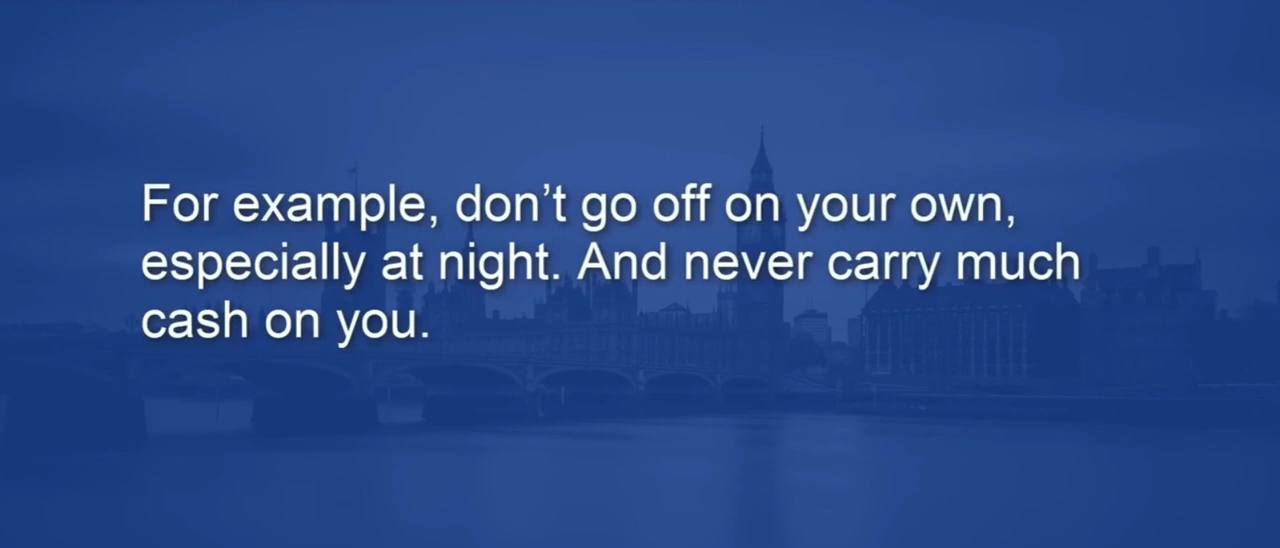 For example, don’t go off on your own,
especially at night. And never carry much
cash on you.